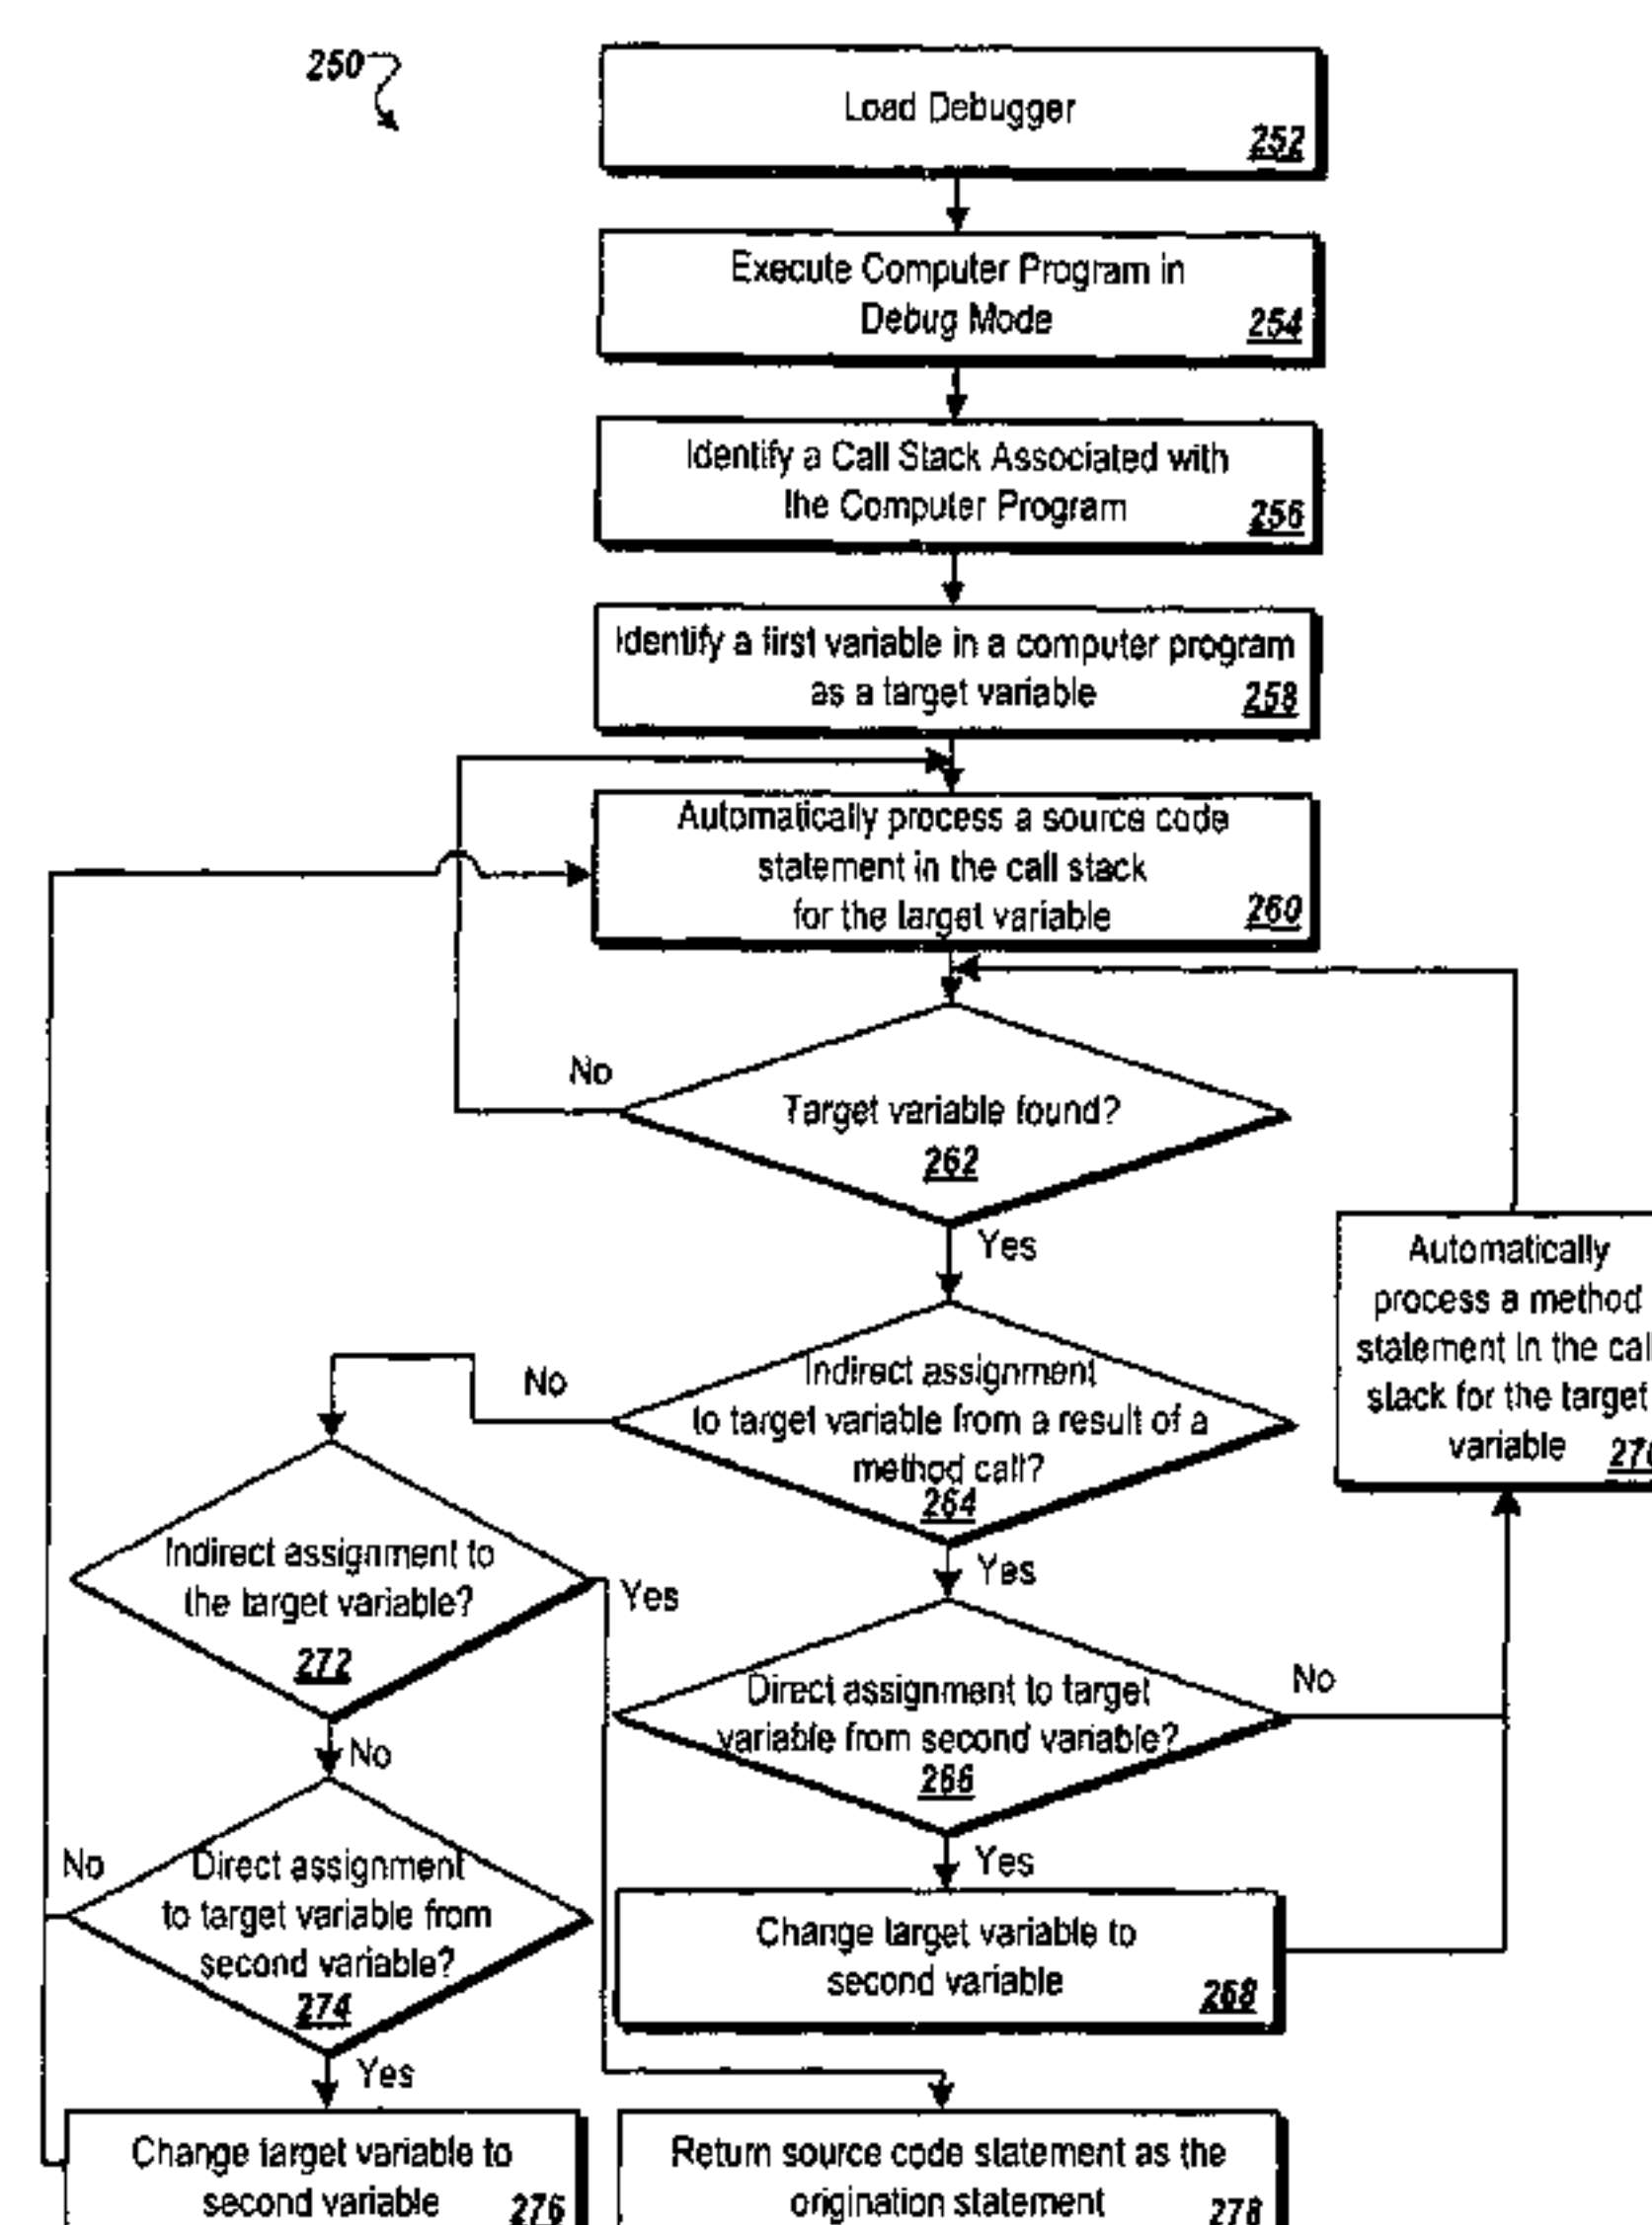 250
Load Debugger
252
Execute Computer Program in
Debug Mode
254
Identify a Call Stack Associated with
the Computer Program
256
Identify a first variable in a computer program
as a target variable
258
Automatically process a source code
statement in the call stack
for the target variable
260
No
Target variable found?
262
Yes
Automatically
process a method
statement in the call
stack for the target
variable
No
Indirect assignment
to target variable from a result of a
method call?
264
Yes
Indirect assignment to
the target variable?
272
Yes
No
Direct assignment to target
variable from second variable?
266
No
Yes
Direct assignment
to target variable from
second variable?
274
No
Yes
Change target variable to
second variable
268
Change target variable to
second variable
276
Return source code statement as the
origination statement
278